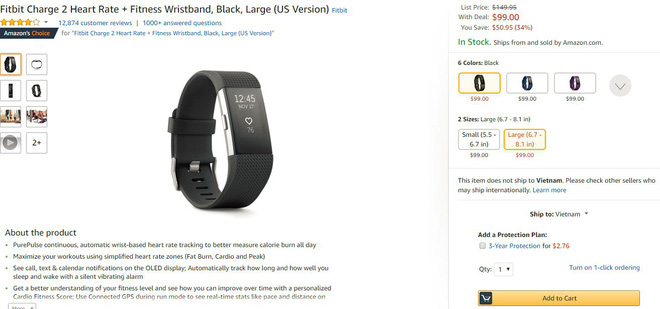 Fitbit Charge 2 Heart Rate + Fitness Wristband, Black, Large (US Version) Fitbit
12,874 customer reviews | 1000+ answered questions
Amazon's Choice for "Fitbit Charge 2 Heart Rate + Fitness Wristband, Black, Large (US Version)"
2+
12:45
NOV 27
76
About the product
• PurePulse continuous, automatic wrist-based heart rate tracking to better measure calorie burn all day
• Maximize your workouts using simplified heart rate zones (Fat Burn, Cardio and Peak)
• See call, text & calendar notifications on the OLED display; Automatically track how long and how well you
sleep and wake with a silent vibrating alarm
• Get a better understanding of your fitness level and see how you can improve over time with a personalized
Cardio Fitness Score; Use Connected GPS during run mode to see real-time stats like pace and distance on
More
List Price: $149.95
With Deal: $99.00
You Save: $50.95 (34%)
In Stock. Ships from and sold by Amazon.com.
6 Colors: Black
$99.00 $99.00 $99.00
2 Sizes: Large (6.7 - 8.1 in)
Small (5.5 - Large (6.7 -
6.7 in) 8.1 in)
$99.00 $99.00
This item does not ship to Vietnam. Please check other sellers who
may ship internationally. Learn more
Ship to: Vietnam
Add a Protection Plan:
3-Year Protection for $2.76
Qty: 1 Turn on 1-click ordering
Add to Cart